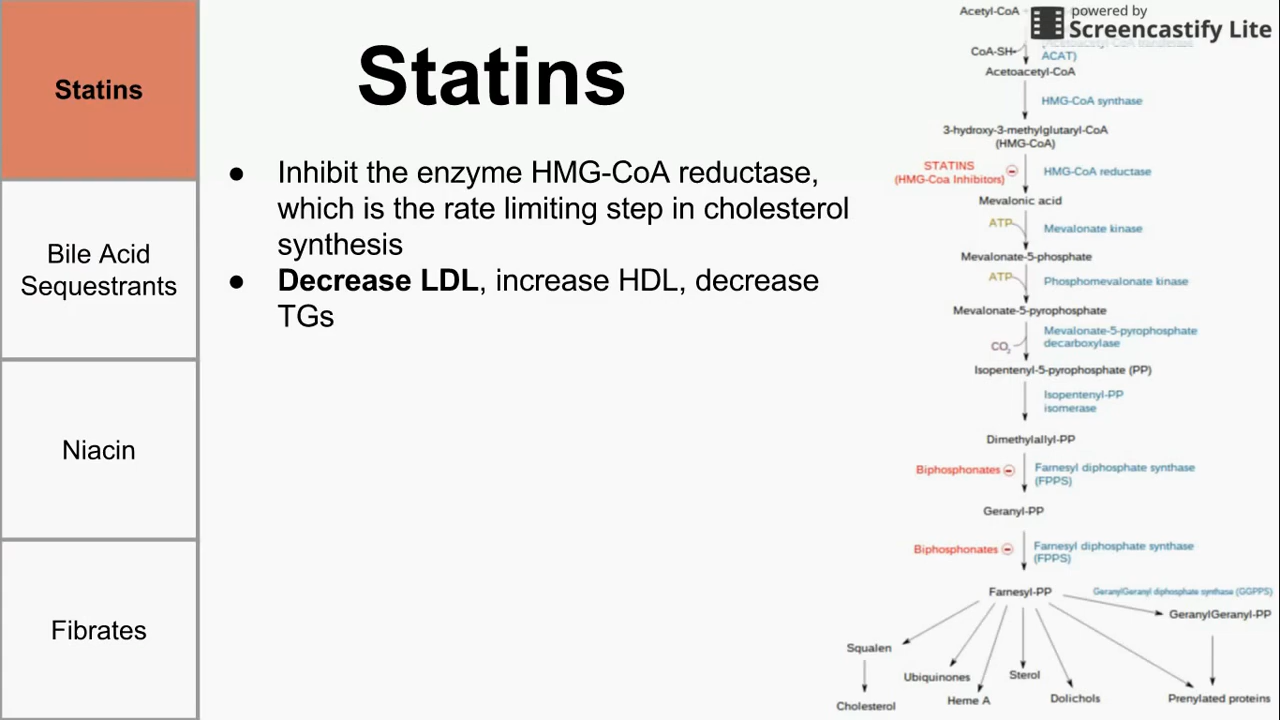 Statins
Bile Acid
Sequestrants
Niacin
Fibrates
Statins
● Inhibit the enzyme HMG-CoA reductase,
which is the rate limiting step in cholesterol
synthesis
● Decrease LDL, increase HDL, decrease
TGs
powered by
Screencastify Lite
Acetyl-CoA
CoA-SH
ACAT)
Acetoacetyl-CoA
HMG-CoA synthase
3-hydroxy-3-methylglutaryl-CoA
(HMG-CoA)
STATINS
(HMG-Coa Inhibitors)
HMG-CoA reductase
Mevalonic acid
ATP
Mevalonate kinase
Mevalonate-5-phosphate
ATP
Phosphomevalonate kinase
Mevalonate-5-pyrophosphate
CO2
Mevalonate-5-pyrophosphate
decarboxylase
Isopentenyl-5-pyrophosphate (PP)
Isopentenyl-PP
isomerase
Dimethylallyl-PP
Biphosphonates
Farnesyl diphosphate synthase
(FPPS)
Geranyl-PP
Biphosphonates
Farnesyl diphosphate synthase
(FPPS)
Farnesyl-PP
GeranylGeranyl diphosphate synthase (GGPPS)
GeranylGeranyl-PP
Squalen
Ubiquinones
Sterol
Cholesterol
Heme A
Dolichols
Prenylated proteins